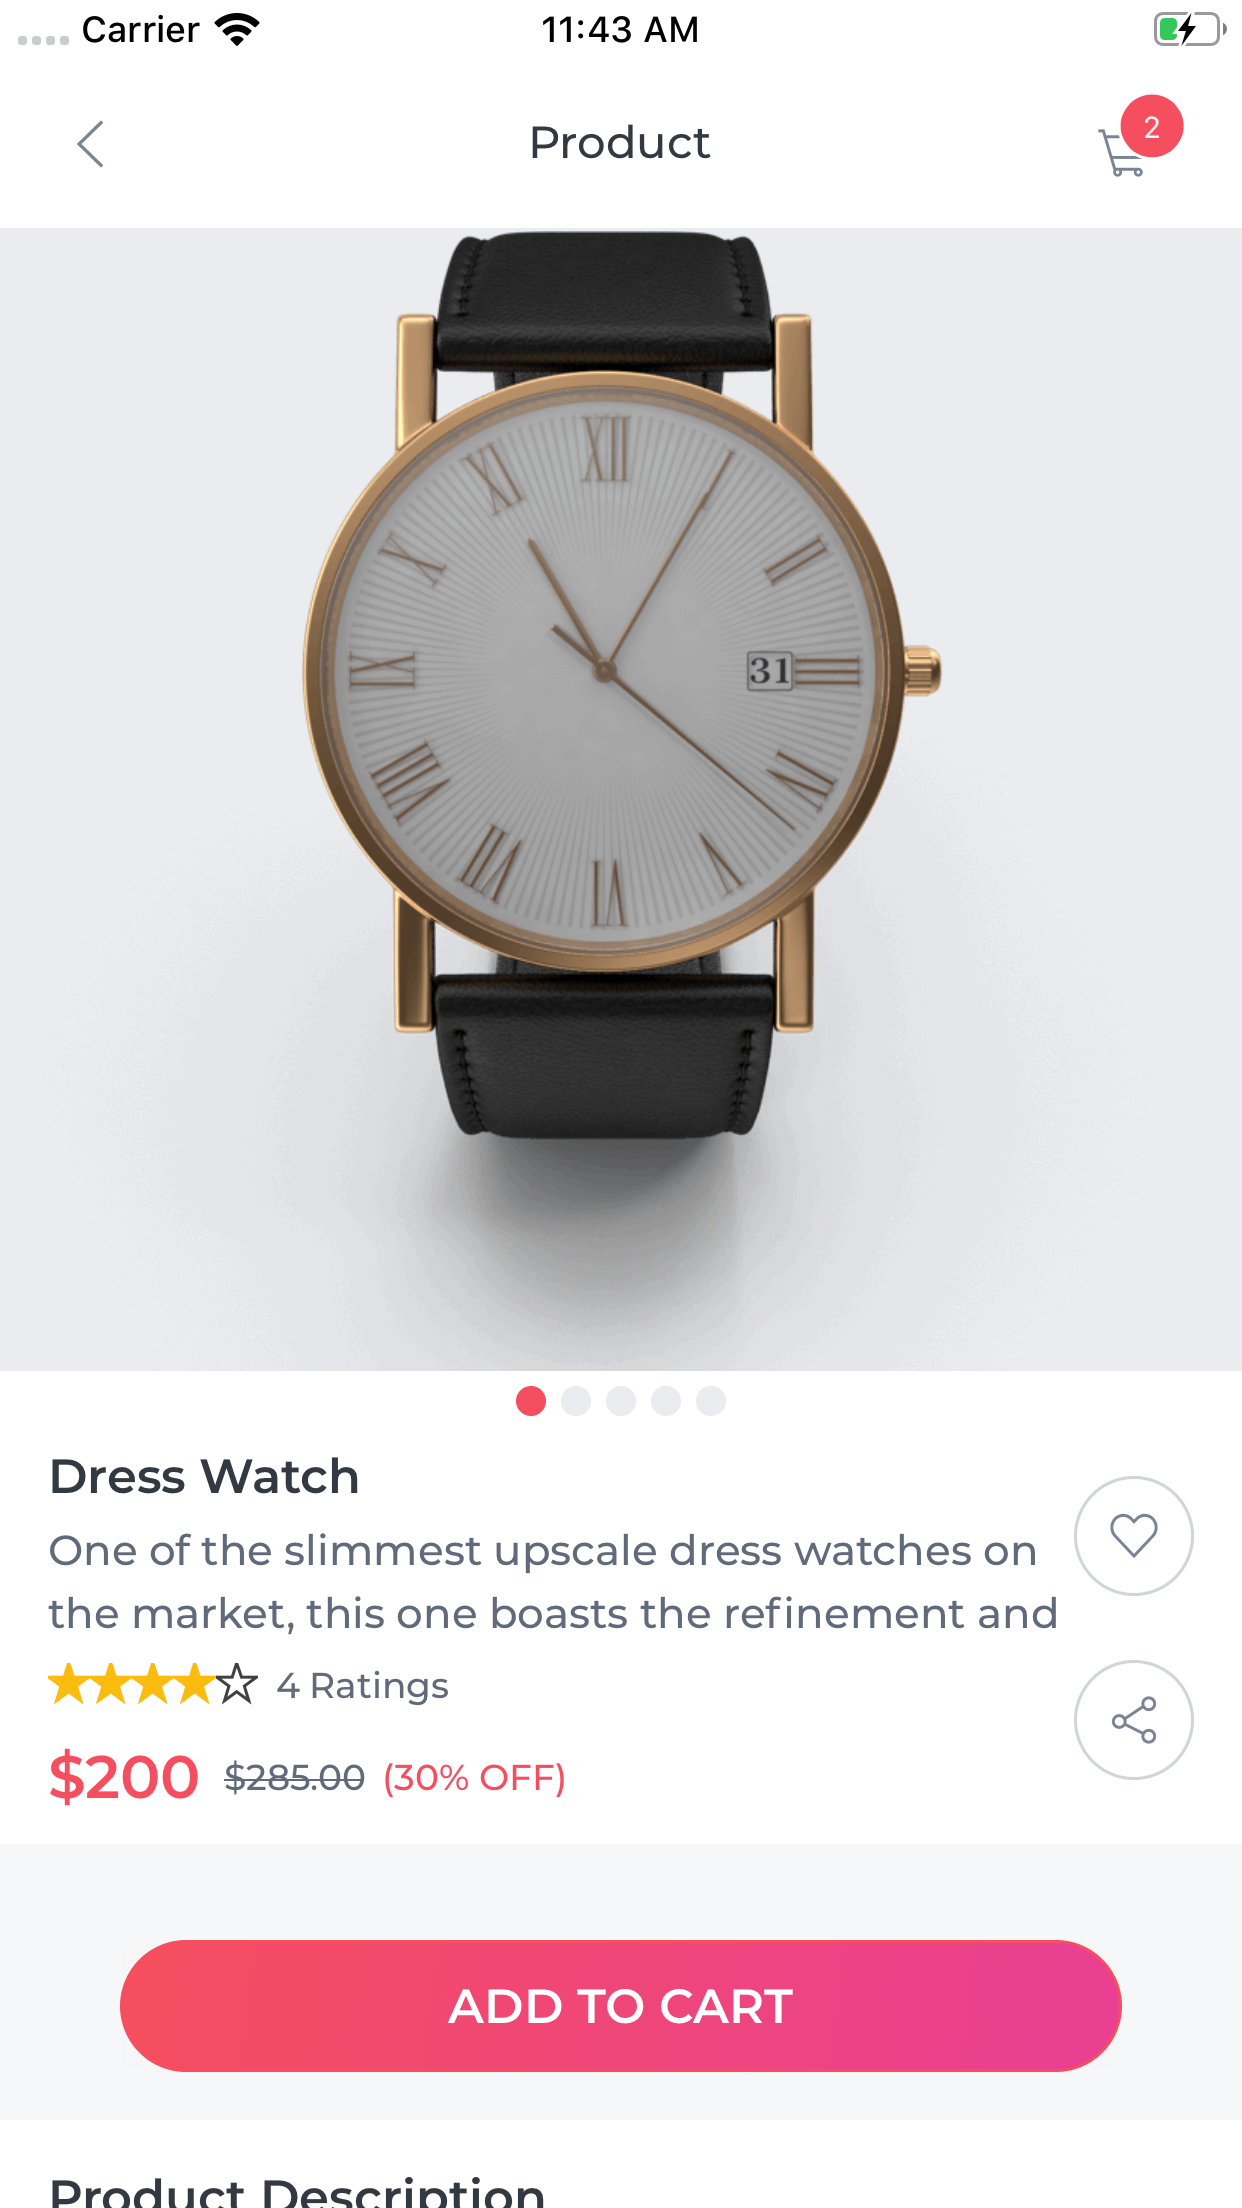 Carrier 11:43 AM
Product
2
XII
XI
II
X
31
III
IX
IV
VIII
V
VII
VI
Dress Watch
One of the slimmest upscale dress watches on
the market, this one boasts the refinement and
4 Ratings
$200 $285.00 (30% OFF)
ADD TO CART
Product Description